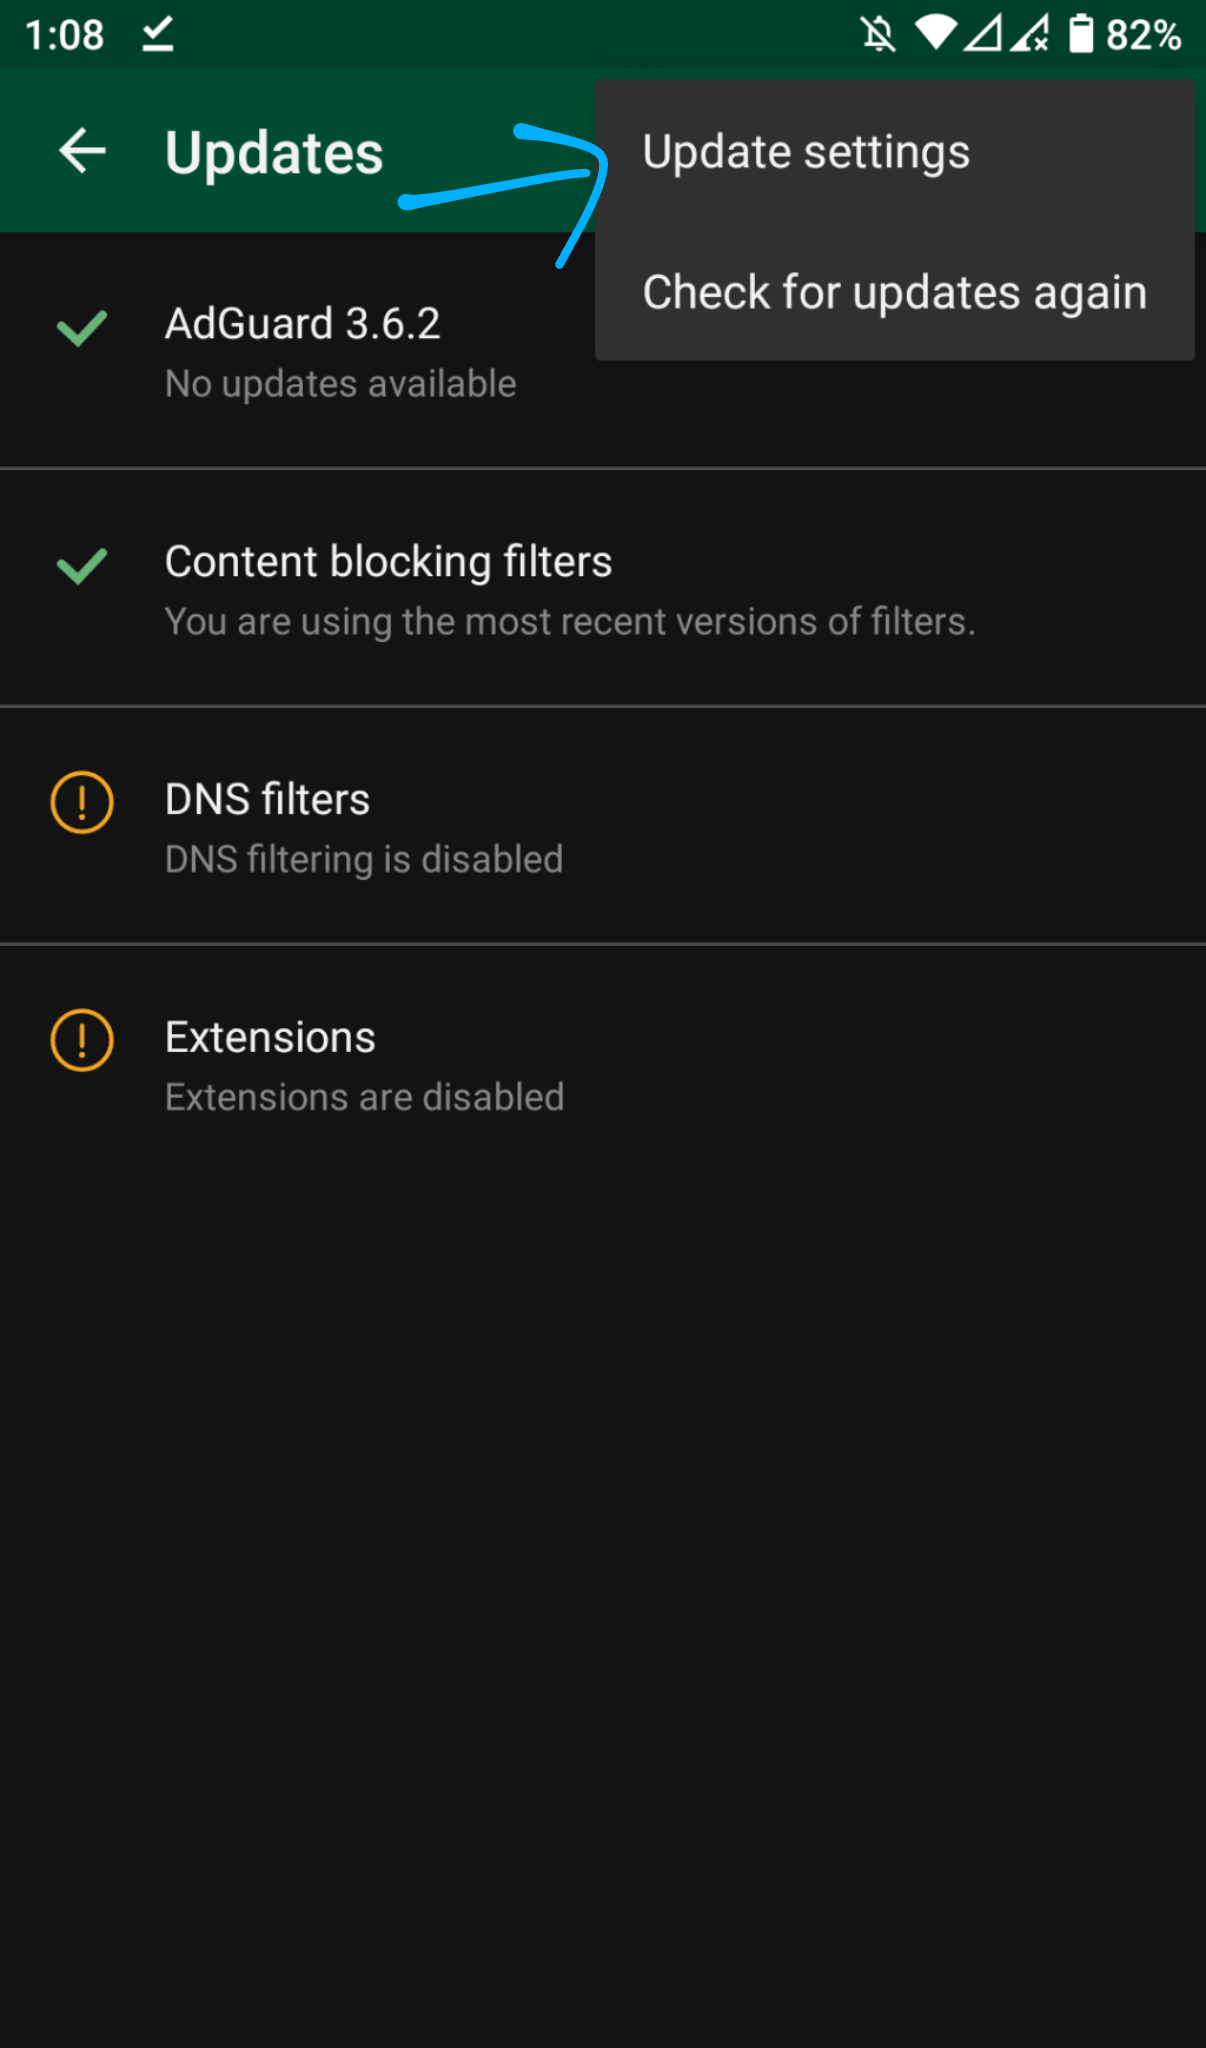 1:08
82%
Updates
Update settings
Check for updates again
AdGuard 3.6.2
No updates available
Content blocking filters
You are using the most recent versions of filters.
DNS filters
DNS filtering is disabled
Extensions
Extensions are disabled